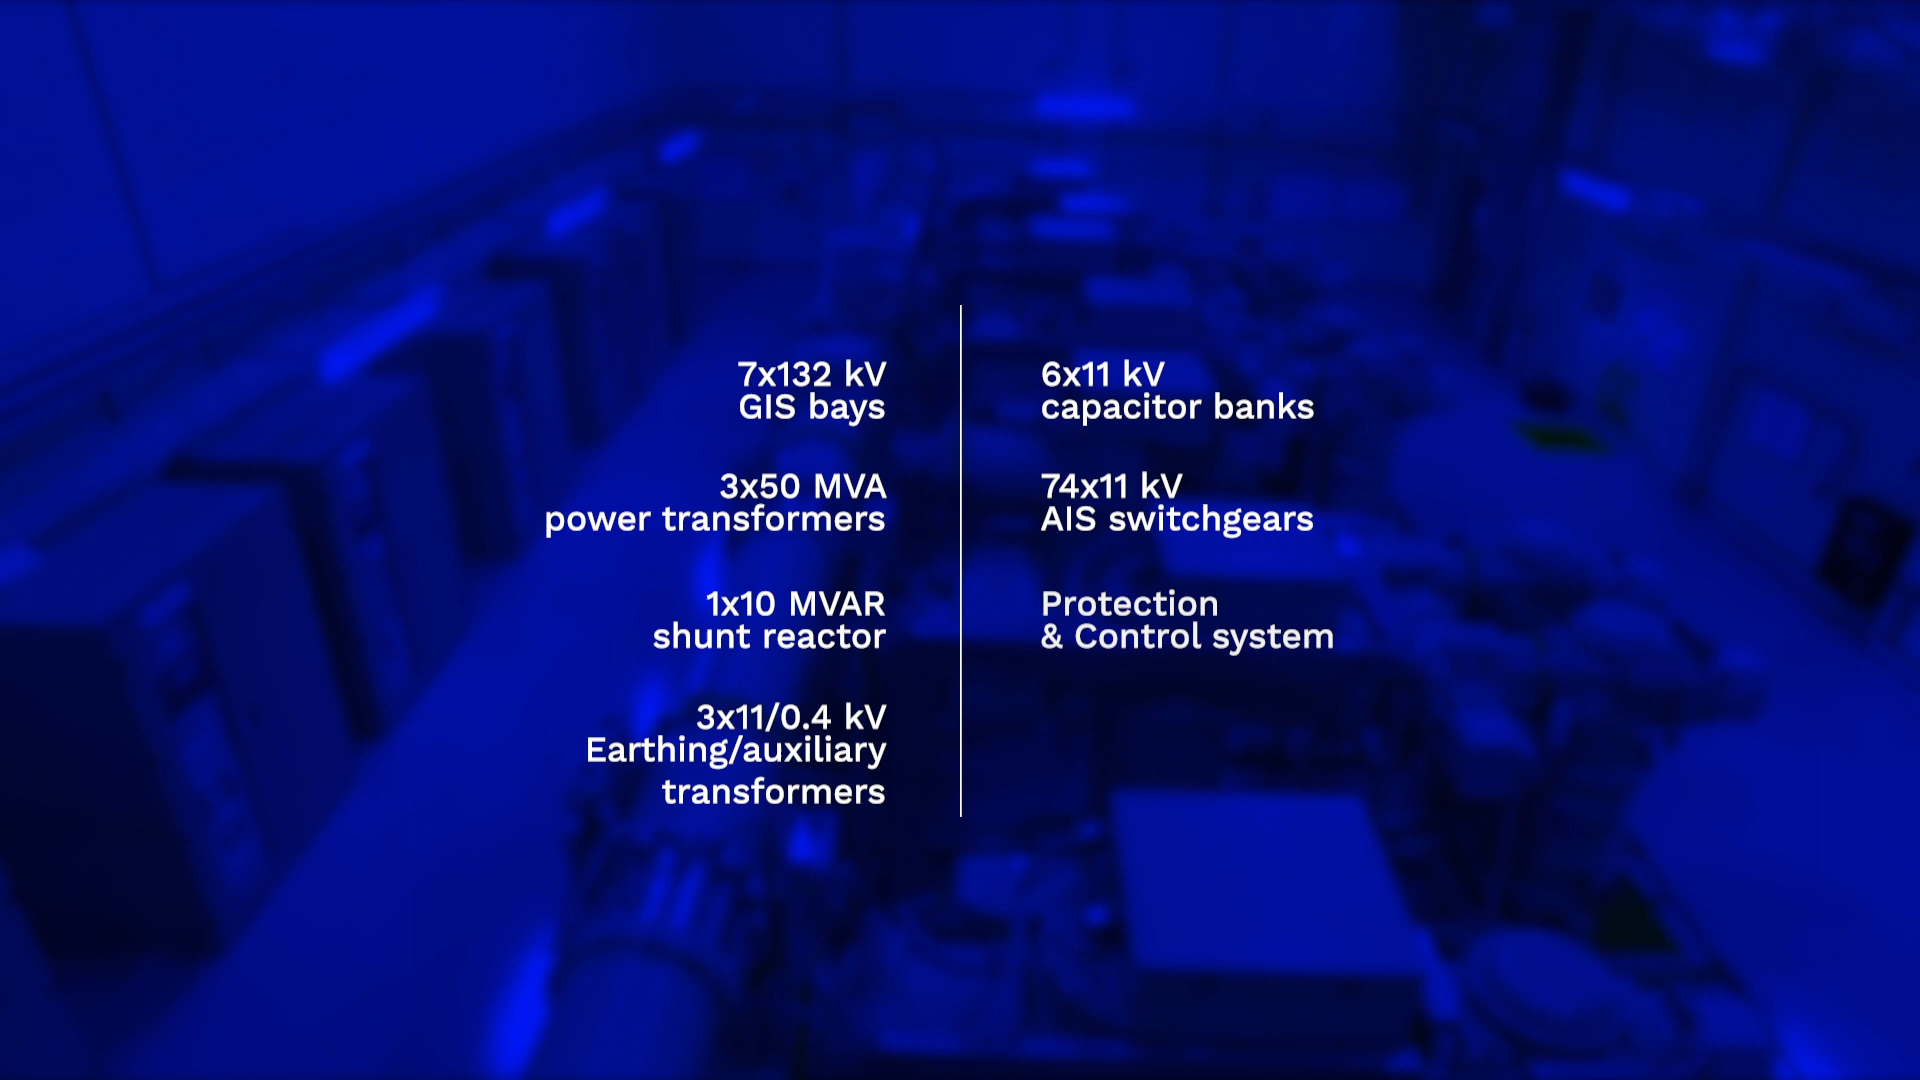 7x132 kV
GIS bays
3x50 MVA
power transformers
1x10 MVAR
shunt reactor
3x11/0.4 kV
Earthing/auxiliary
transformers
6x11 kV
capacitor banks
74x11 kV
AIS switchgears
Protection
& Control system